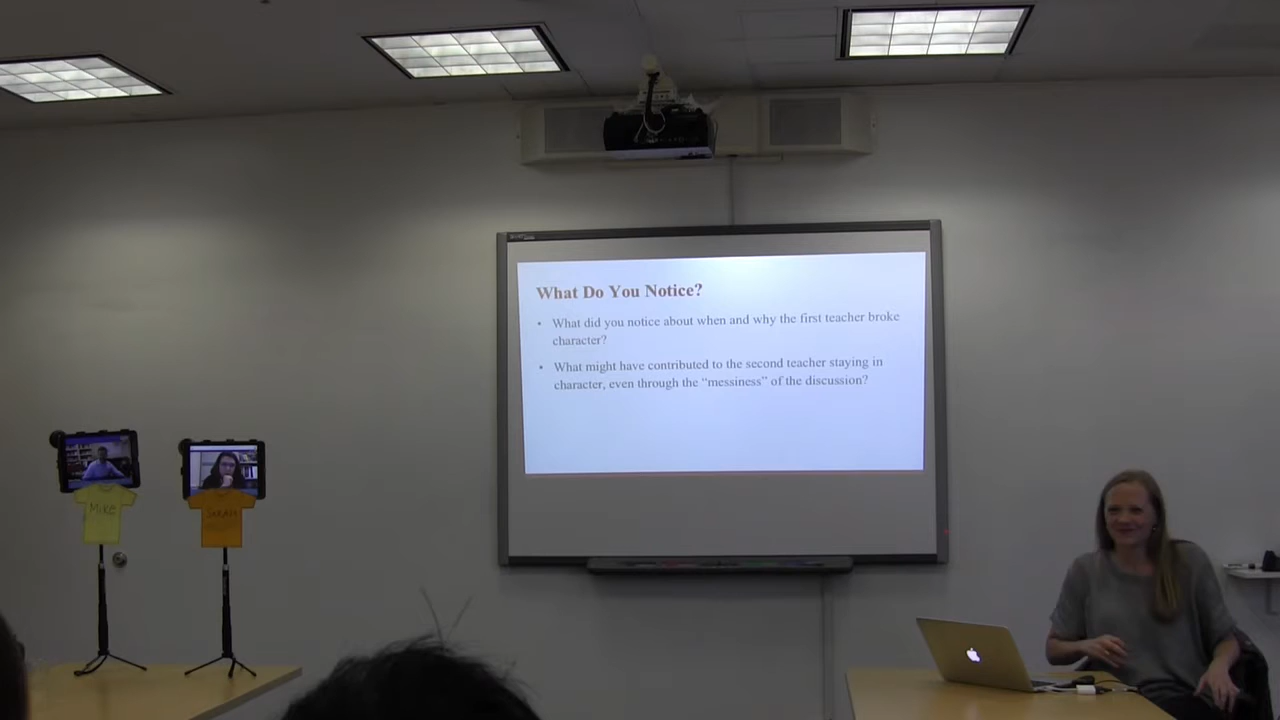 What Do You Notice?
• What did you notice about when and why the first teacher broke
character?
• What might have contributed to the second teacher staying in
character, even through the “messiness” of the discussion?
Mike
SARAH